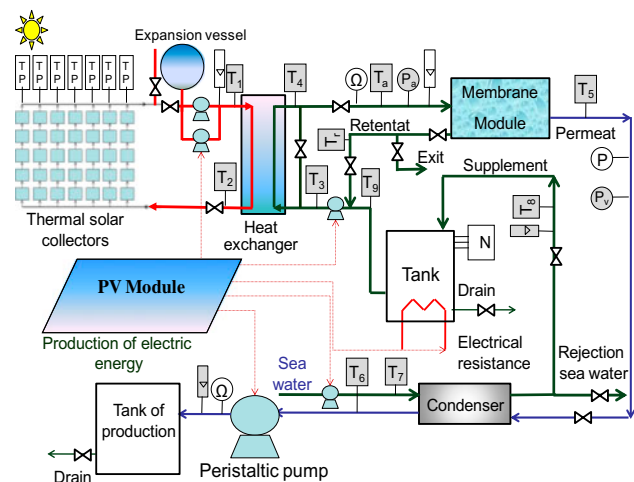 Expansion vessel
T P
T P
T P
T P
T P
T P
T P
T1
T4
Ω
Ta
Pa
Membrane
Module
T5
Retentat
Permeat
Tr
Exit
P
Supplement
T2
T3
T9
T8
Pv
Thermal solar
collectors
Heat
exchanger
N
Tank
PV Module
Drain
Production of electric
energy
Electrical
resistance
Rejection
sea water
Sea
water
T6
T7
Ω
Condenser
Tank of
production
Drain
Peristaltic pump